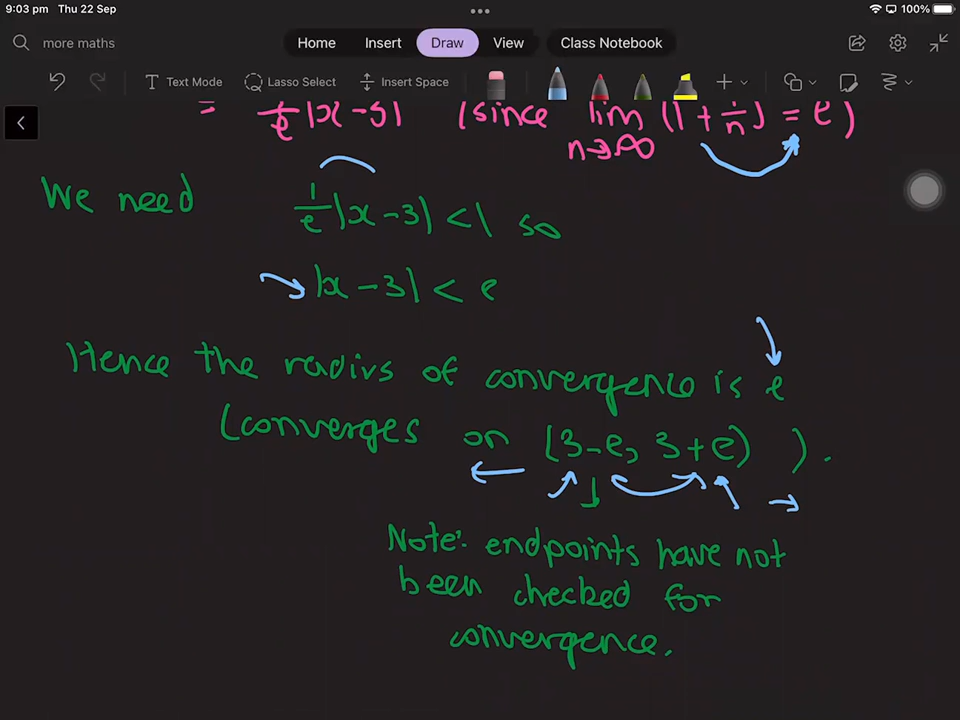 9:03 pm Thu 22 Sep
100%
more maths
Home Insert Draw View Class Notebook
Text Mode Lasso Select Insert Space
= 1/e |x-3| (since lim n→∞ (1 + 1/n) = e)
We need 1/e |x-3| < 1 so
|x-3| < e
Hence the radius of convergence is e
(converges on (3-e, 3+e) ).
Note: endpoints have not
been checked for
convergence.